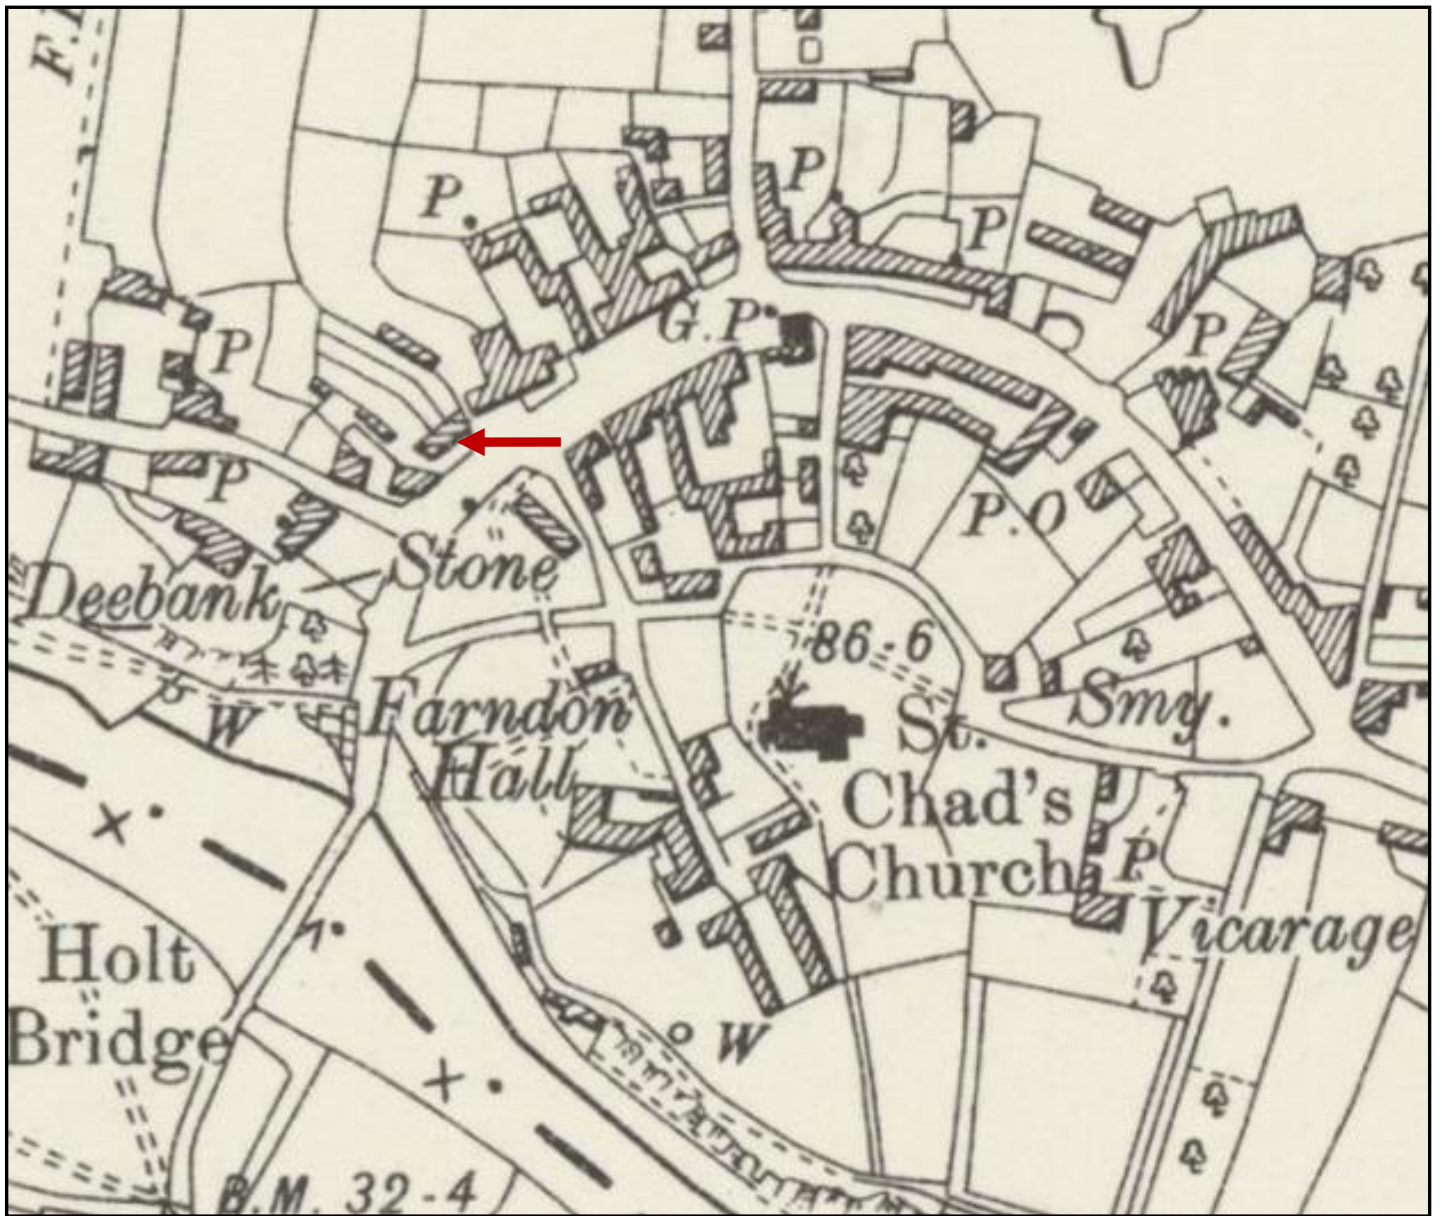 F.P.
P.
P
P
P
G.P
P
P
P.O
Stone
Deebank
86·6
W
Farndon
Hall
St.
Chad's
Church
Smy.
P
Vicarage
Holt
Bridge
W
B.M. 32·4